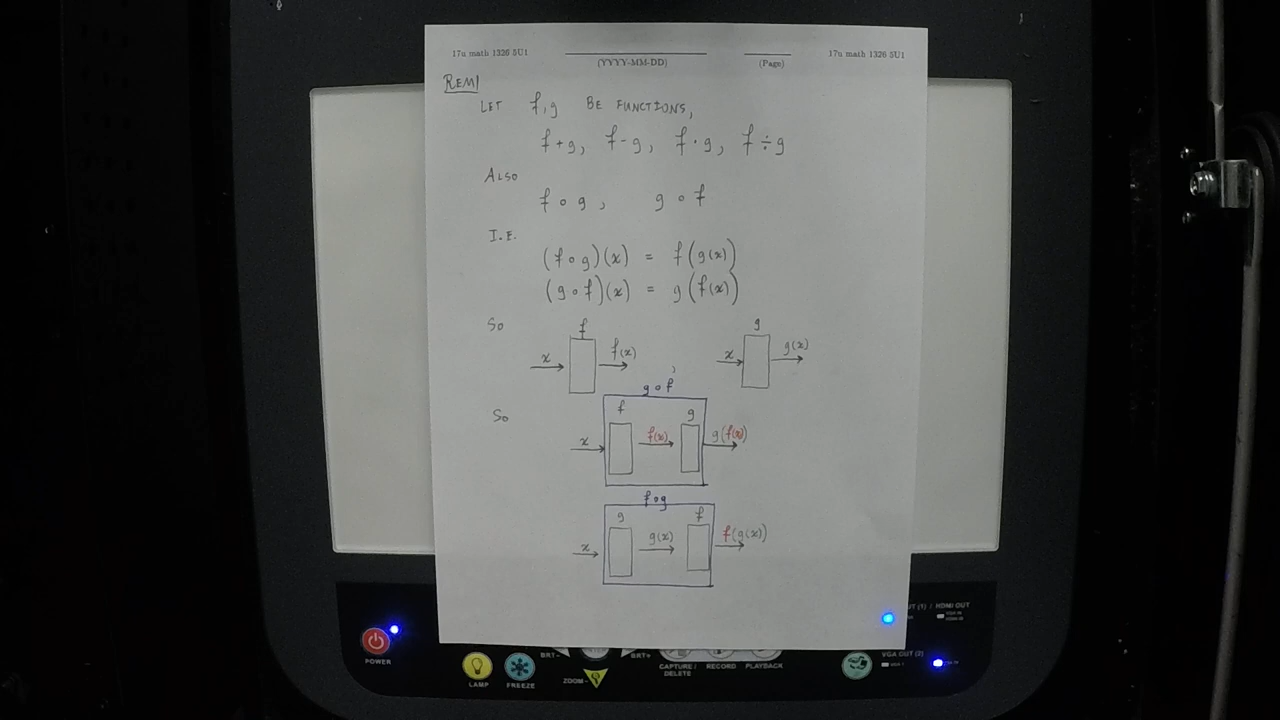 17u math 1326 5U1 (YYYY-MM-DD) (Page) 17u math 1326 5U1
REM
LET f,g BE FUNCTIONS,
f+g, f-g, f·g, f÷g
ALSO
f∘g, g∘f
I.E.
(f∘g)(x) = f(g(x))
(g∘f)(x) = g(f(x))
So
f g
x f(x) x g(x)
g∘f
So
f g
x f(x) g(f(x))
f∘g
g f
x g(x) f(g(x))
HDMI OUT
POWER
LAMP
FREEZE
BRT-
BRT+
ZOOM-
CAPTURE/
DELETE
RECORD
PLAYBACK
VGA OUT (2)